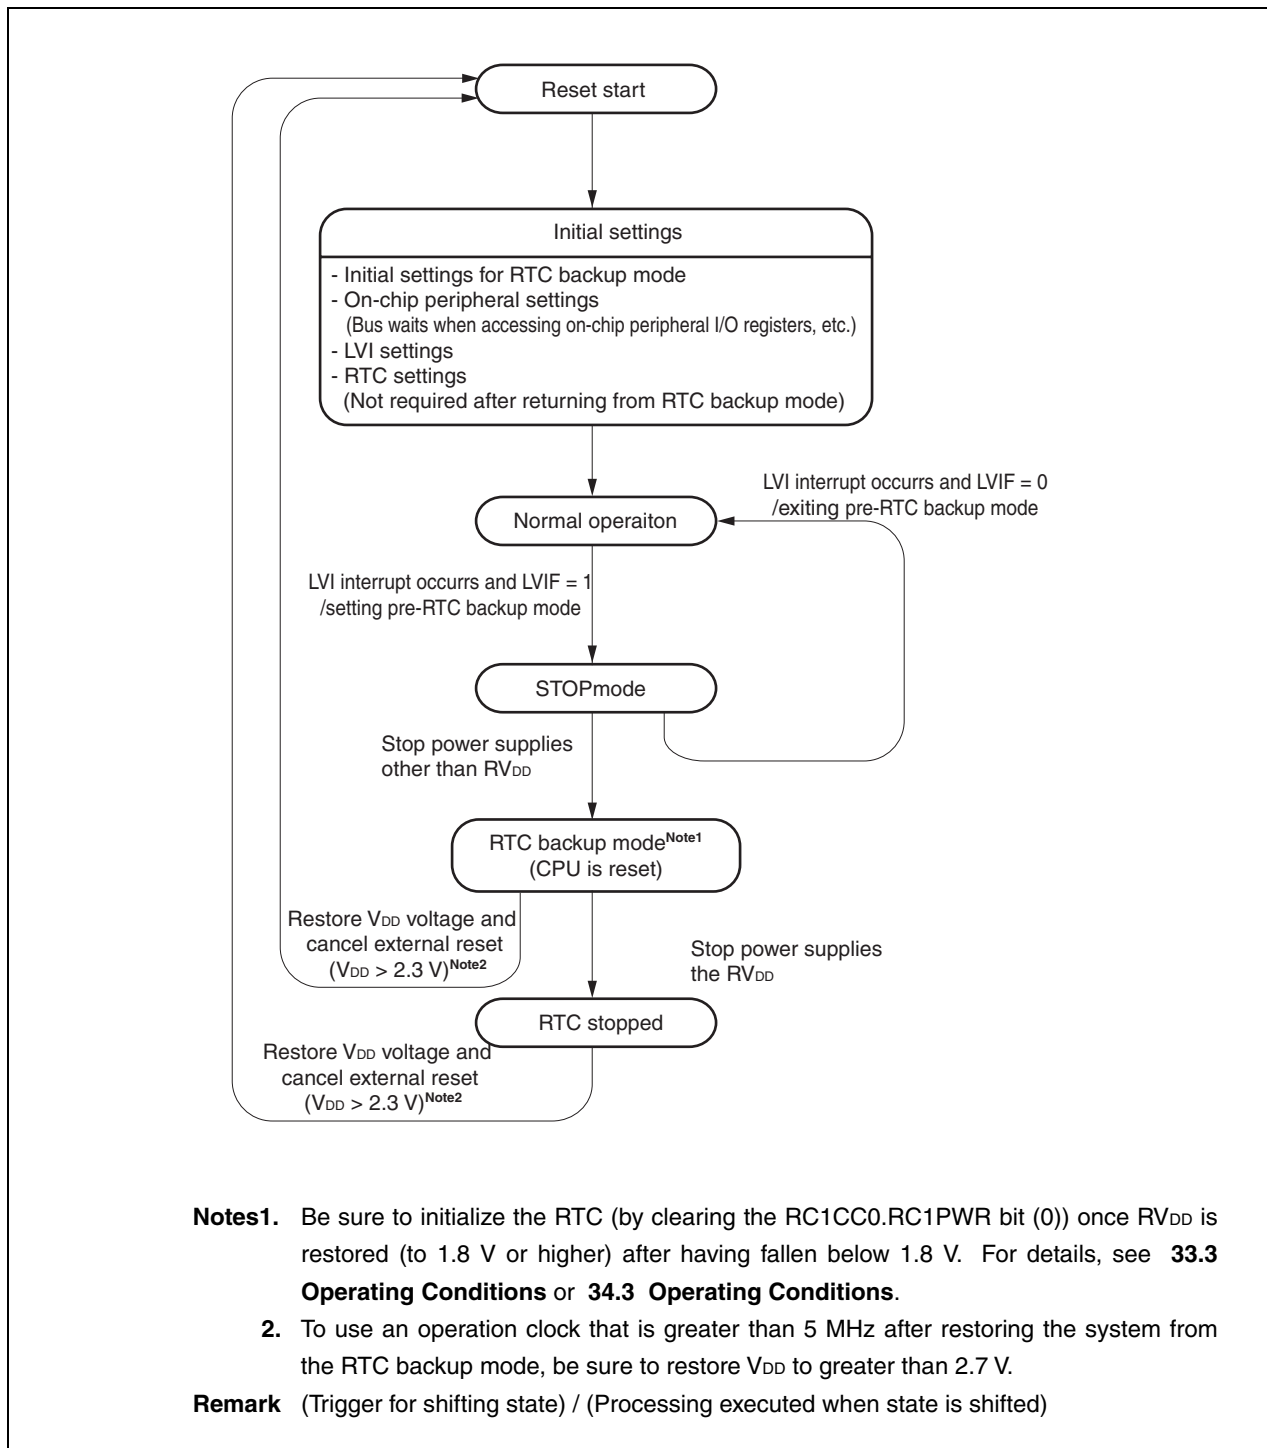 Reset start
Initial settings
- Initial settings for RTC backup mode
- On-chip peripheral settings
(Bus waits when accessing on-chip peripheral I/O registers, etc.)
- LVI settings
- RTC settings
(Not required after returning from RTC backup mode)
LVI interrupt occurrs and LVIF = 0
/exiting pre-RTC backup mode
Normal operaiton
LVI interrupt occurrs and LVIF = 1
/setting pre-RTC backup mode
STOPmode
Stop power supplies
other than RVDD
RTC backup modeNote1
(CPU is reset)
Restore VDD voltage and
cancel external reset
(VDD > 2.3 V)Note2
Stop power supplies
the RVDD
RTC stopped
Restore VDD voltage and
cancel external reset
(VDD > 2.3 V)Note2
Notes1. Be sure to initialize the RTC (by clearing the RC1CC0.RC1PWR bit (0)) once RVDD is
restored (to 1.8 V or higher) after having fallen below 1.8 V. For details, see 33.3
Operating Conditions or 34.3 Operating Conditions.
2. To use an operation clock that is greater than 5 MHz after restoring the system from
the RTC backup mode, be sure to restore VDD to greater than 2.7 V.
Remark (Trigger for shifting state) / (Processing executed when state is shifted)